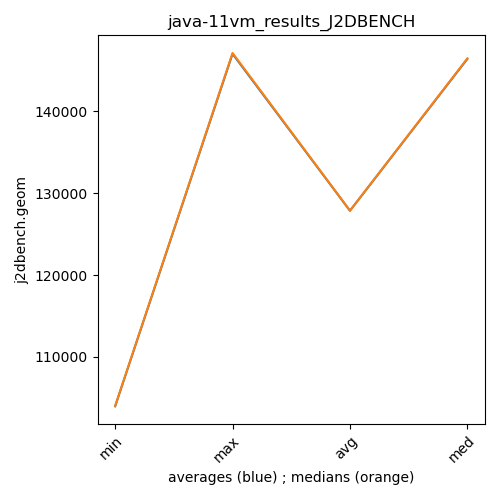 java-11vm_results_J2DBENCH
j2dbench.geom
140000
130000
120000
110000
min
max
avg
med
averages (blue) ; medians (orange)